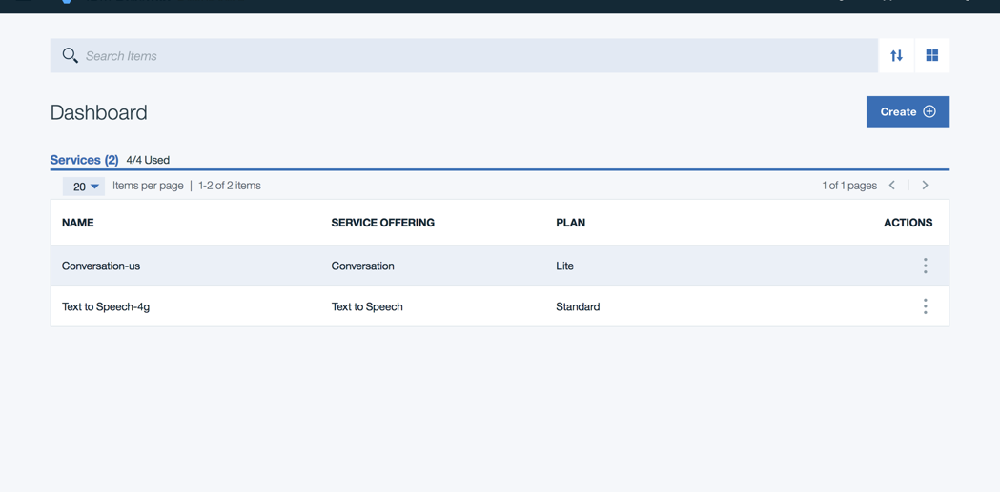 Search Items
Dashboard
Create
Services (2) 4/4 Used
20 Items per page | 1-2 of 2 items 1 of 1 pages
NAME SERVICE OFFERING PLAN ACTIONS
Conversation-us Conversation Lite
Text to Speech-4g Text to Speech Standard